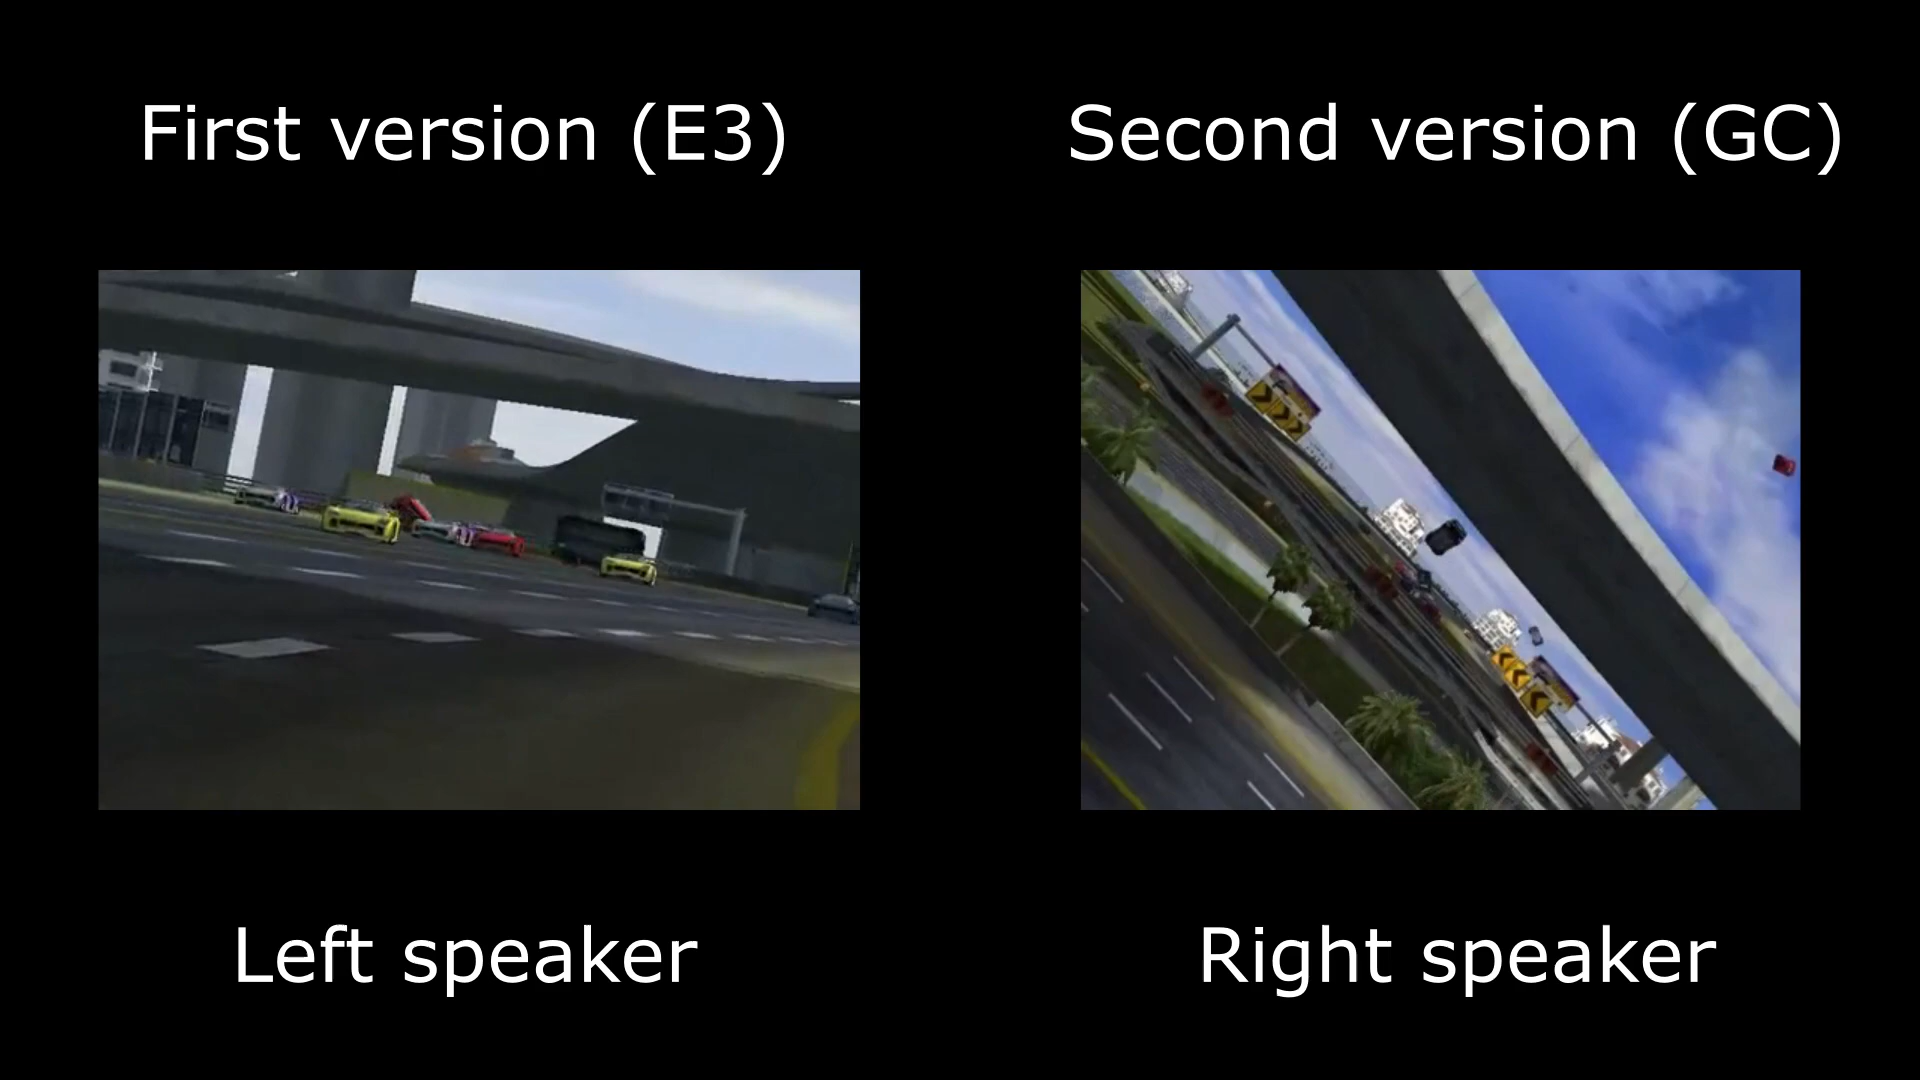 First version (E3)
Second version (GC)
Left speaker
Right speaker